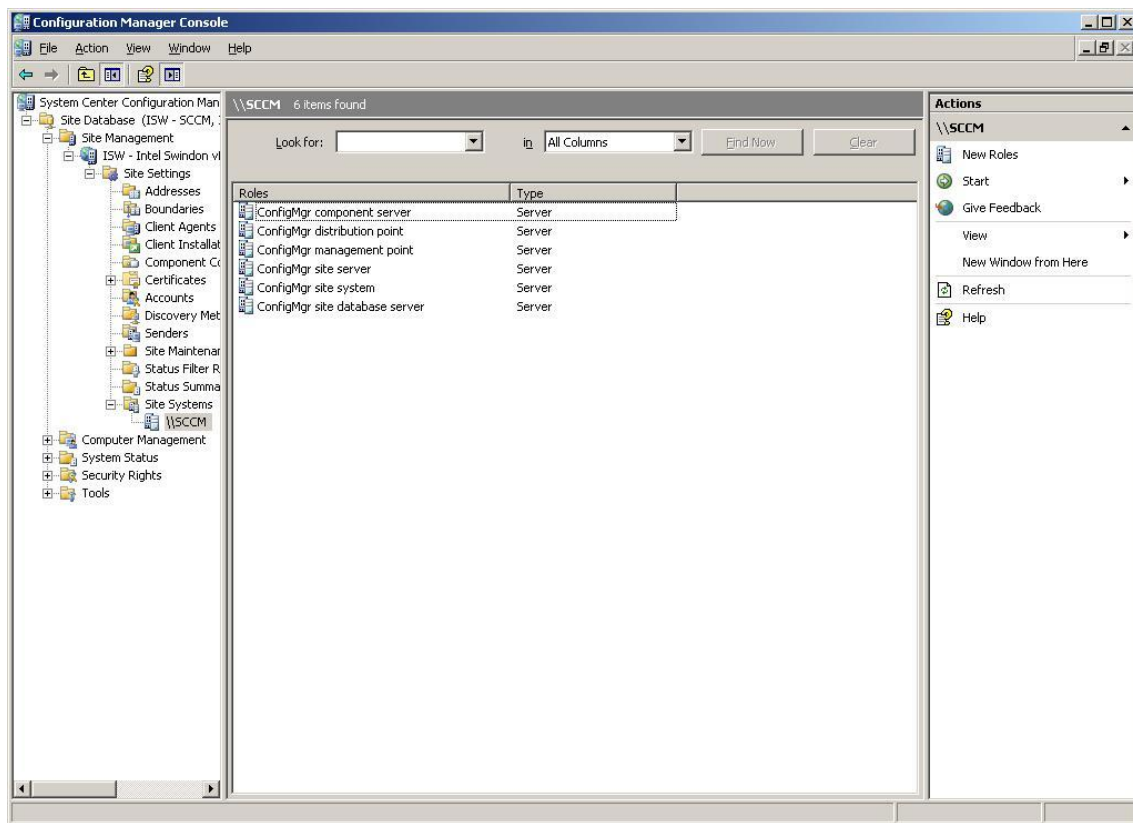 Configuration Manager Console
File Action View Window Help
System Center Configuration Man
Site Database (ISW - SCCM,
Site Management
ISW - Intel Swindon
Site Settings
Addresses
Boundaries
Client Agents
Client Installat
Component Co
Certificates
Accounts
Discovery Met
Senders
Site Maintenan
Status Filter R
Status Summa
Site Systems
\\SCCM
Computer Management
System Status
Security Rights
Tools
\\SCCM 6 items found
Look for: in All Columns Find Now Clear
Roles Type
ConfigMgr component server Server
ConfigMgr distribution point Server
ConfigMgr management point Server
ConfigMgr site server Server
ConfigMgr site system Server
ConfigMgr site database server Server
Actions
\\SCCM
New Roles
Start
Give Feedback
View
New Window from Here
Refresh
Help